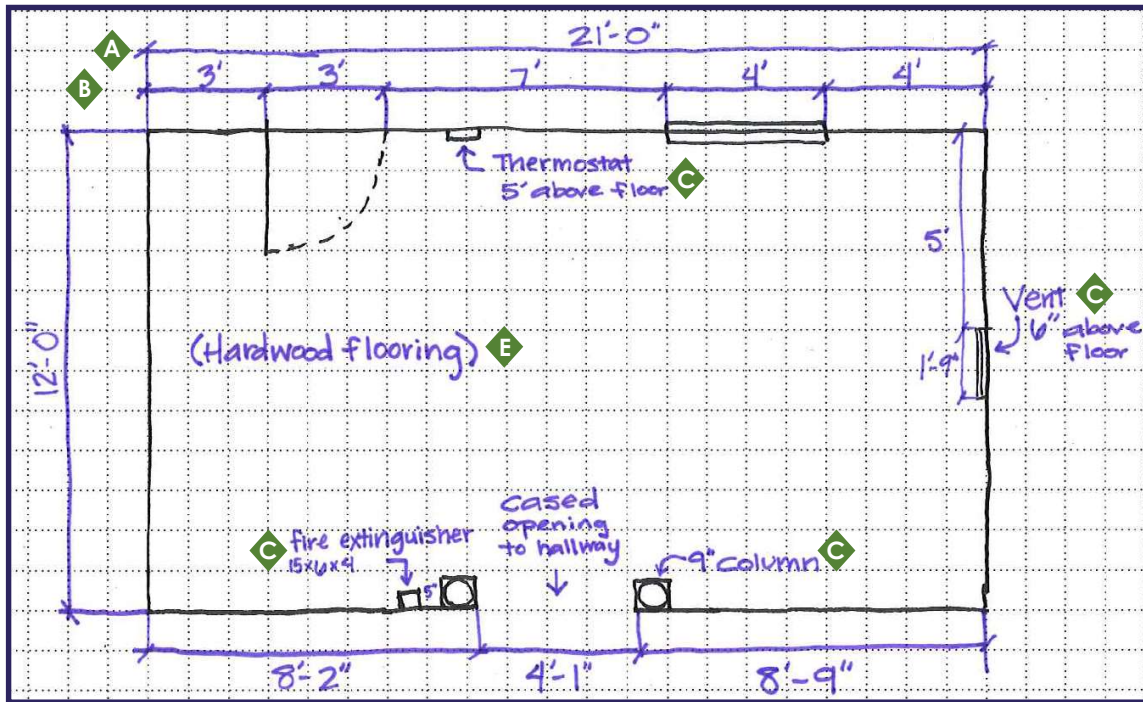 21'-0"
A
B
3' 3' 7' 4' 4'
Thermostat
5' above floor
C
5'
Vent
C
6" above
floor
1'-9"
12'-0"
(Hardwood flooring)
E
C
fire extinguisher
15x6x4
5"
cased
opening
to hallway
9" column
C
8'-2" 4'-1" 8'-9"